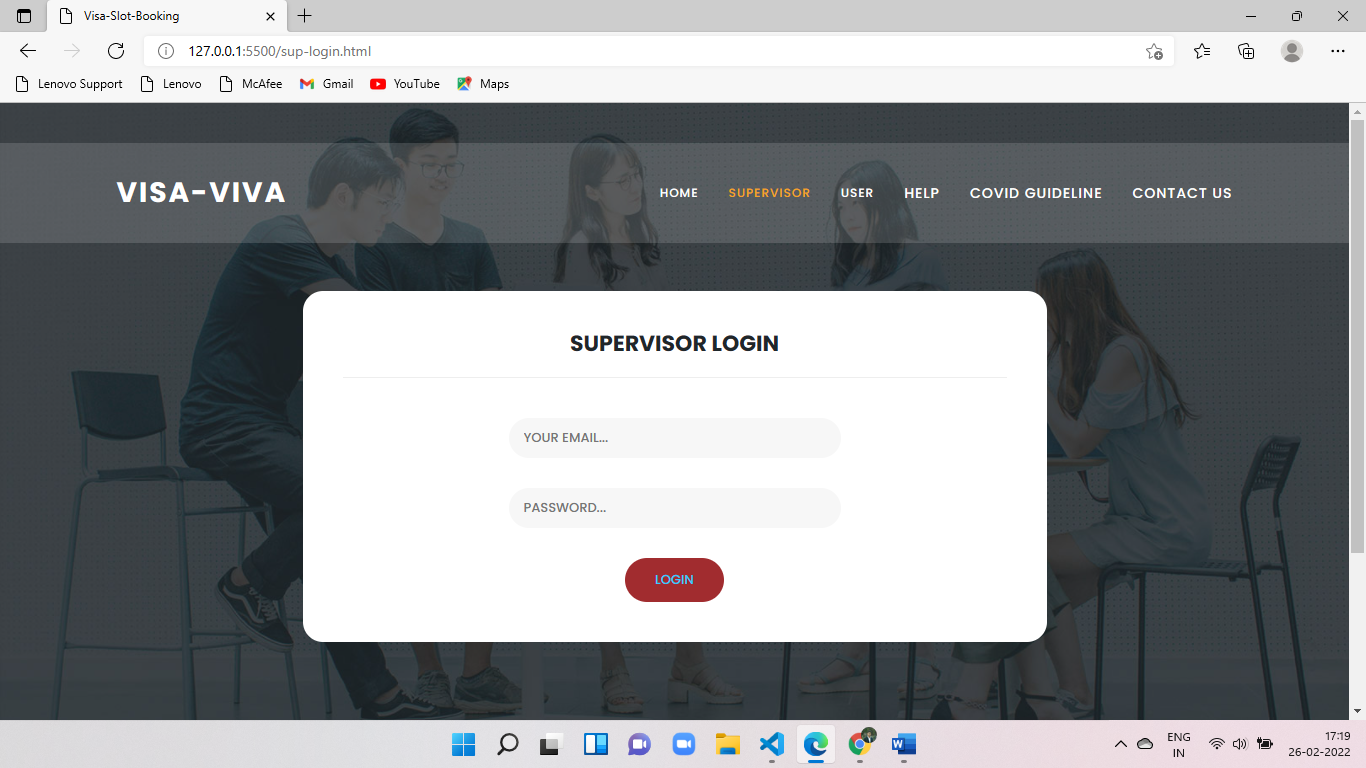 Visa-Slot-Booking
127.0.0.1:5500/sup-login.html
Lenovo Support Lenovo McAfee Gmail YouTube Maps
VISA-VIVA HOME SUPERVISOR USER HELP COVID GUIDELINE CONTACT US
SUPERVISOR LOGIN
YOUR EMAIL...
PASSWORD...
LOGIN
ENG 17:19
IN 26-02-2022